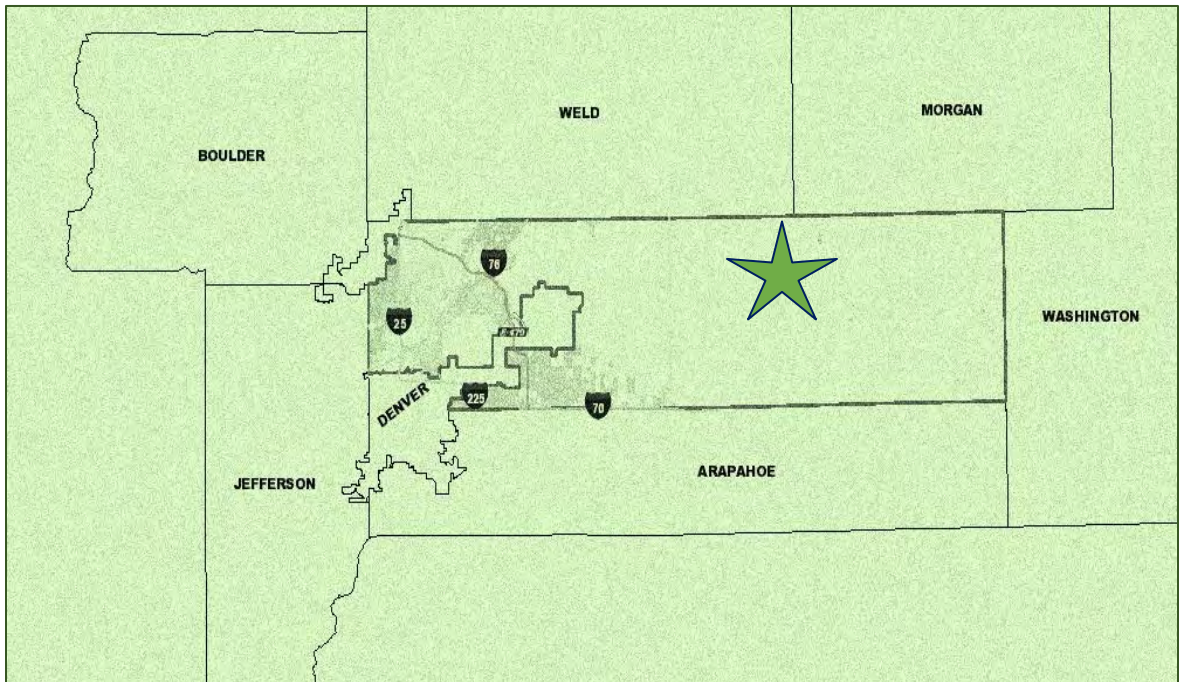 WELD
MORGAN
BOULDER
76
25
WASHINGTON
E-470
DENVER
225
70
ARAPAHOE
JEFFERSON